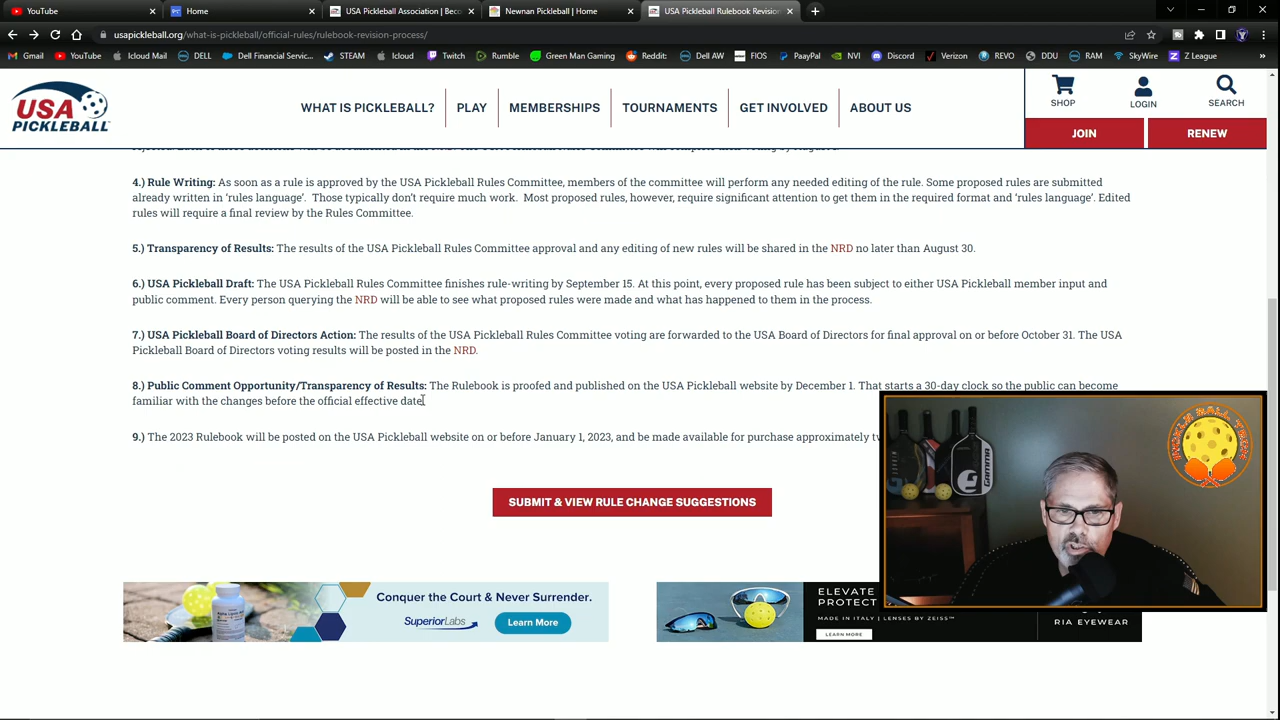 YouTube
Home
USA Pickleball Association | Bec
Newnan Pickleball | Home
USA Pickleball Rulebook Revisio
usapickleball.org/what-is-pickleball/official-rules/rulebook-revision-process/
Gmail
YouTube
Icloud Mail
DELL
Dell Financial Servic...
STEAM
iCloud
Twitch
Rumble
Green Man Gaming
Reddit:
Dell AW
FIOS
PaayPal
NVI
Discord
Verizon
REVO
DDU
RAM
SkyWire
Z League
USA
PICKLEBALL
WHAT IS PICKLEBALL?
PLAY
MEMBERSHIPS
TOURNAMENTS
GET INVOLVED
ABOUT US
SHOP
LOGIN
SEARCH
JOIN
RENEW
4.) Rule Writing: As soon as a rule is approved by the USA Pickleball Rules Committee, members of the committee will perform any needed editing of the rule. Some proposed rules are submitted
already written in ‘rules language’. Those typically don’t require much work. Most proposed rules, however, require significant attention to get them in the required format and ‘rules language’. Edited
rules will require a final review by the Rules Committee.
5.) Transparency of Results: The results of the USA Pickleball Rules Committee approval and any editing of new rules will be shared in the NRD no later than August 30.
6.) USA Pickleball Draft: The USA Pickleball Rules Committee finishes rule-writing by September 15. At this point, every proposed rule has been subject to either USA Pickleball member input and
public comment. Every person querying the NRD will be able to see what proposed rules were made and what has happened to them in the process.
7.) USA Pickleball Board of Directors Action: The results of the USA Pickleball Rules Committee voting are forwarded to the USA Board of Directors for final approval on or before October 31. The USA
Pickleball Board of Directors voting results will be posted in the NRD.
8.) Public Comment Opportunity/Transparency of Results: The Rulebook is proofed and published on the USA Pickleball website by December 1. That starts a 30-day clock so the public can become
familiar with the changes before the official effective date.
9.) The 2023 Rulebook will be posted on the USA Pickleball website on or before January 1, 2023, and be made available for purchase approximately
SUBMIT & VIEW RULE CHANGE SUGGESTIONS
GAMMA
Conquer the Court & Never Surrender.
SuperiorLabs
Learn More
ELEVATE
PROTECT
MADE IN ITALY | LENSES BY ZEISS™
LEARN MORE
RIA EYEWEAR